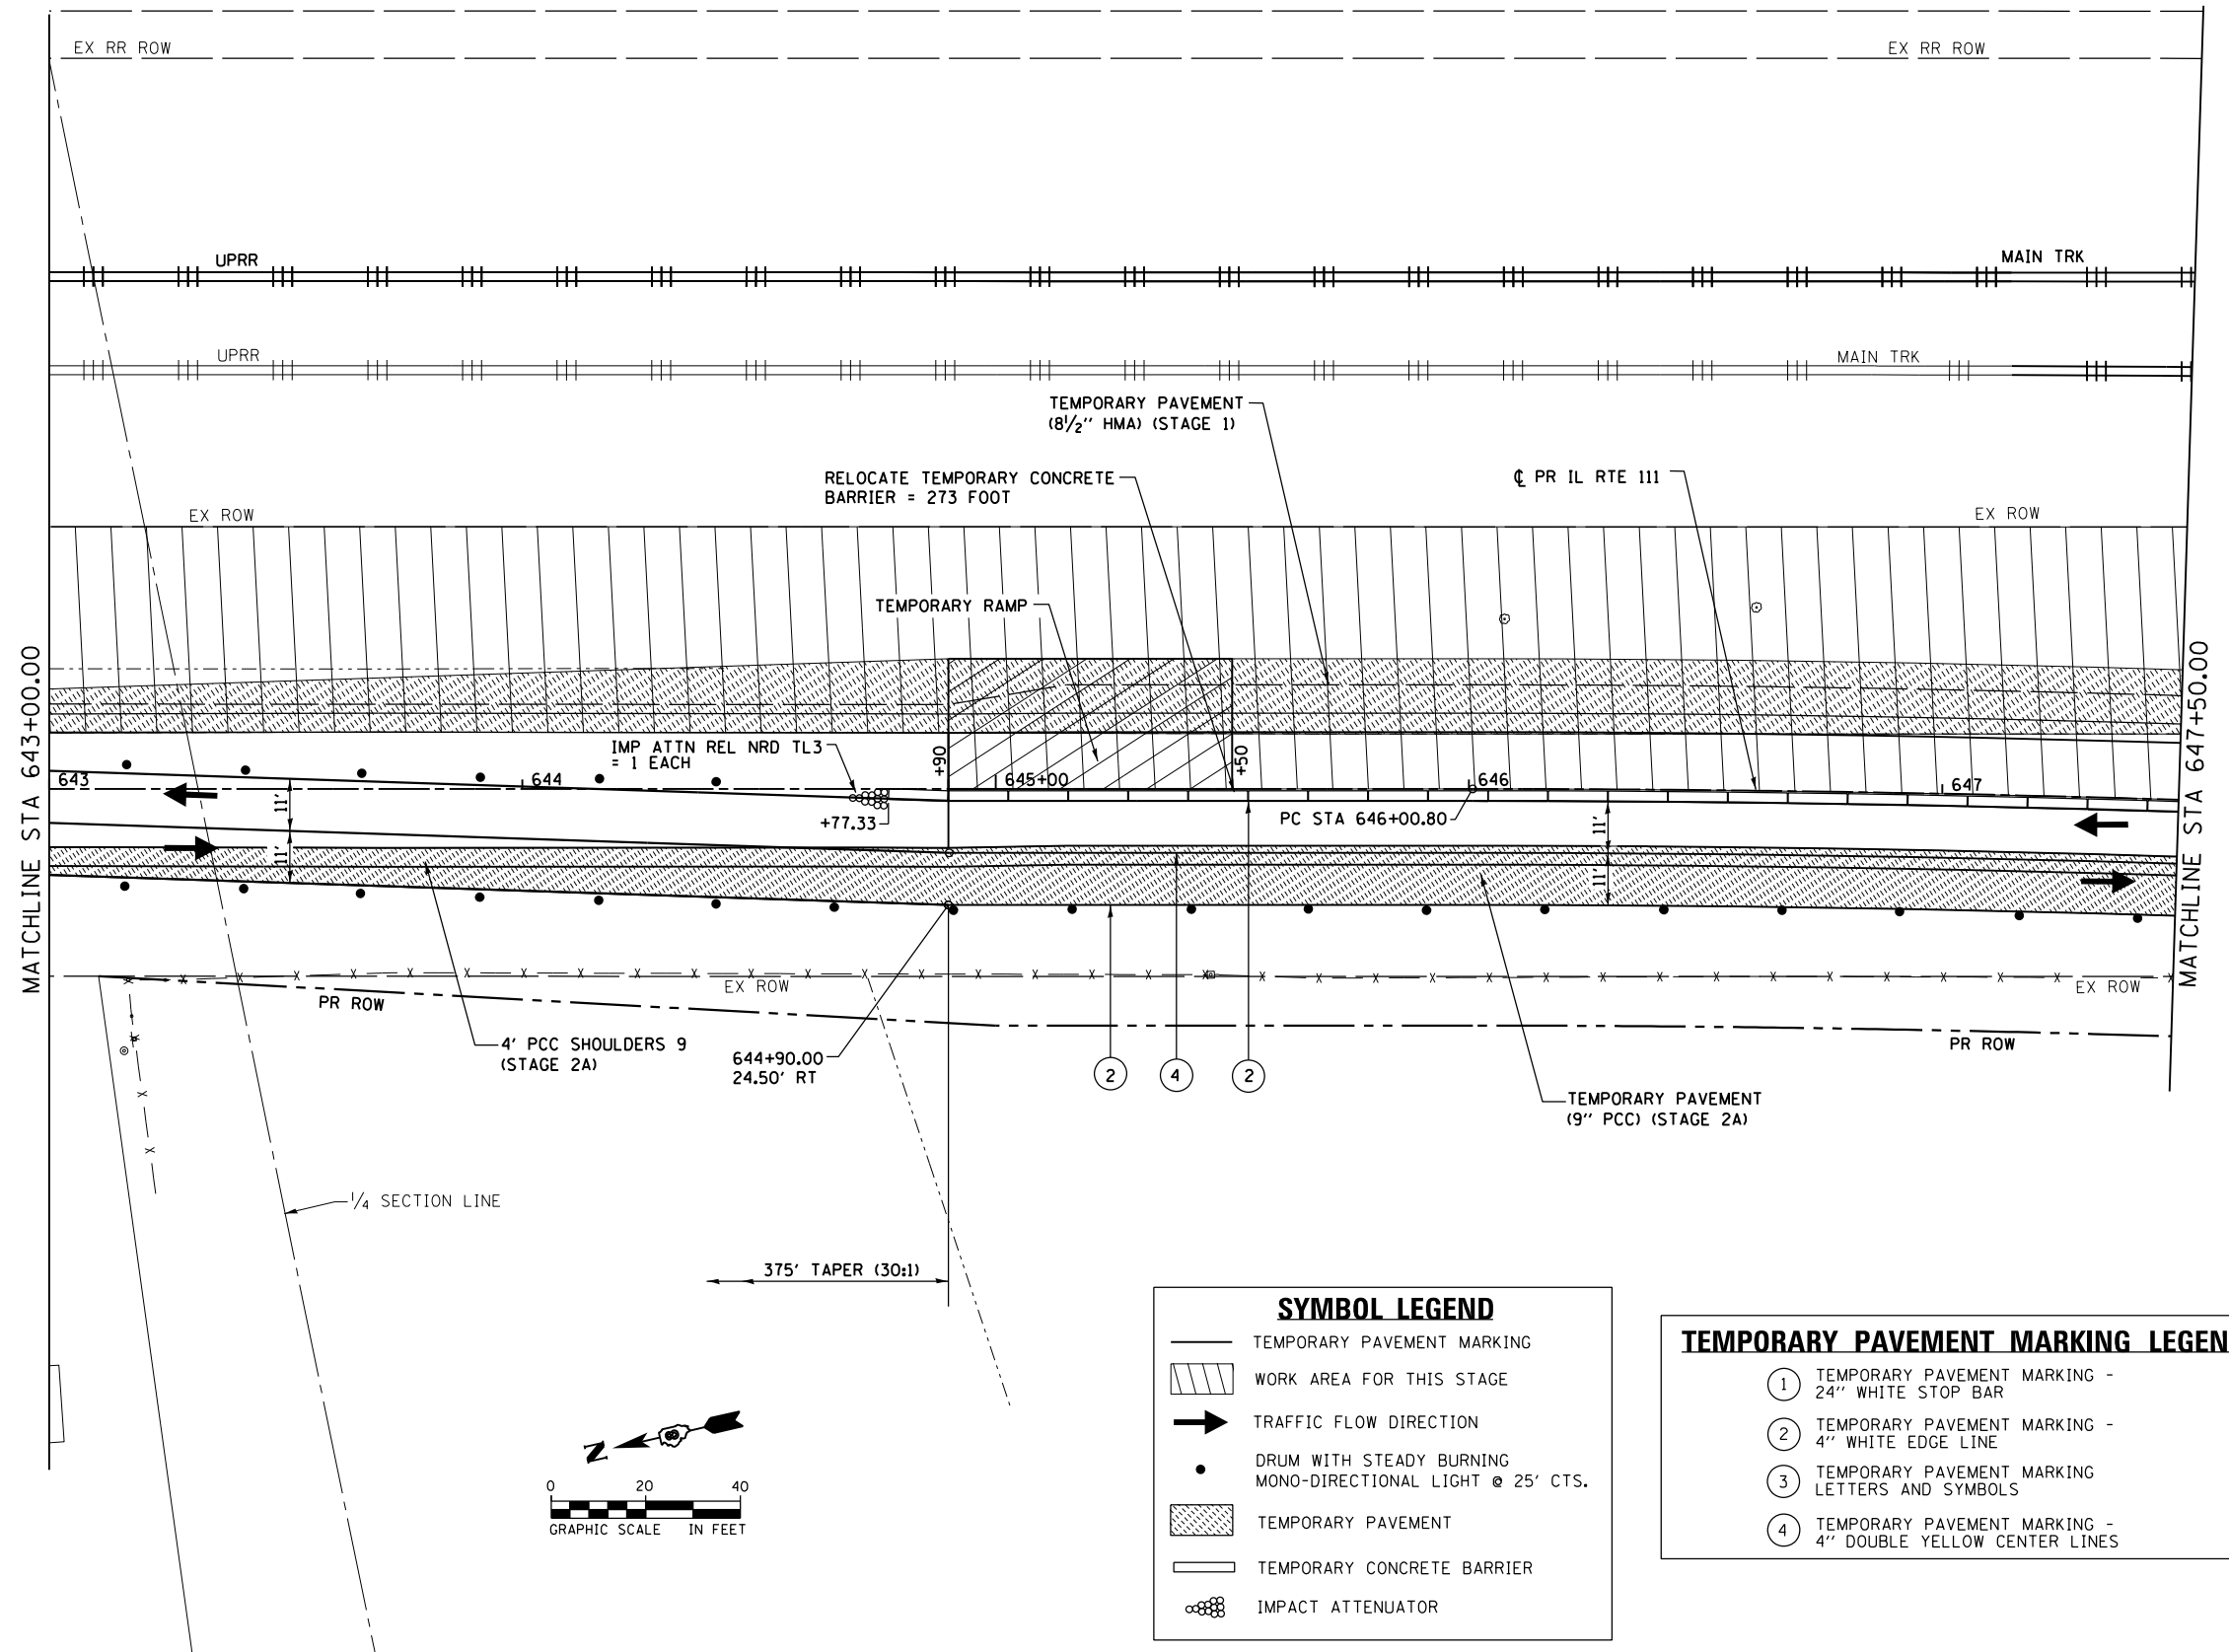 EX RR ROW
EX RR ROW
UPRR
MAIN TRK
UPRR
MAIN TRK
TEMPORARY PAVEMENT
(8½" HMA) (STAGE 1)
RELOCATE TEMPORARY CONCRETE
BARRIER = 273 FOOT
℄ PR IL RTE 111
EX ROW
EX ROW
TEMPORARY RAMP
MATCHLINE STA 643+00.00
MATCHLINE STA 647+50.00
IMP ATTN REL NRD TL3
= 1 EACH
+90
+50
643
644
645+00
646
647
11'
11'
+77.33
PC STA 646+00.80
11'
11'
EX ROW
EX ROW
PR ROW
PR ROW
4' PCC SHOULDERS 9
(STAGE 2A)
644+90.00
24.50' RT
2
4
2
TEMPORARY PAVEMENT
(9" PCC) (STAGE 2A)
¼ SECTION LINE
375' TAPER (30:1)
N
0 20 40
GRAPHIC SCALE IN FEET
SYMBOL LEGEND
TEMPORARY PAVEMENT MARKING
WORK AREA FOR THIS STAGE
TRAFFIC FLOW DIRECTION
DRUM WITH STEADY BURNING
MONO-DIRECTIONAL LIGHT @ 25' CTS.
TEMPORARY PAVEMENT
TEMPORARY CONCRETE BARRIER
IMPACT ATTENUATOR
TEMPORARY PAVEMENT MARKING LEGEN
1 TEMPORARY PAVEMENT MARKING -
24" WHITE STOP BAR
2 TEMPORARY PAVEMENT MARKING -
4" WHITE EDGE LINE
3 TEMPORARY PAVEMENT MARKING
LETTERS AND SYMBOLS
4 TEMPORARY PAVEMENT MARKING -
4" DOUBLE YELLOW CENTER LINES